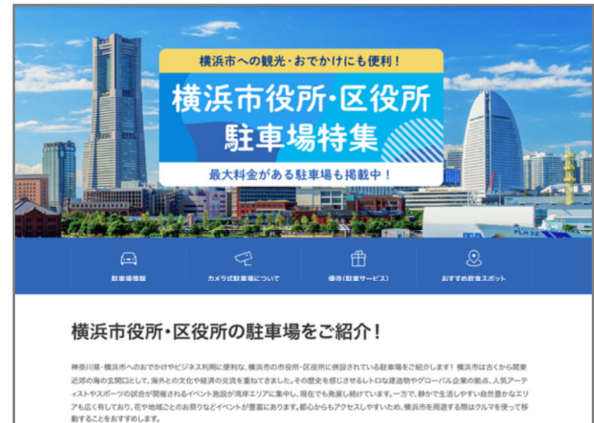 横浜市への観光・おでかけにも便利！
横浜市役所・区役所
駐車場特集
最大料金がある駐車場も掲載中！
駐車場情報
カメラ式駐車場について
優待（駐車サービス）
おすすめ飲食スポット
横浜市役所・区役所の駐車場をご紹介！
神奈川県・横浜市へのおでかけやビジネス利用に便利な、横浜市の市役所・区役所に併設されている駐車場をご紹介します！ 横浜市は古くから関東
近郊の海の玄関口として、海外との文化や経済の交流を重ねてきました。その歴史を感じさせるレトロな建造物やグローバル企業の拠点、人気アーテ
ィストやスポーツの試合が開催されるイベント施設が湾岸エリアに集中し、現在でも発展し続けています。一方で、静かで生活しやすい自然豊かなエリ
アも広く有しており、花や地域ごとのお祭りなどイベントが豊富にあります。都心からもアクセスしやすいため、横浜市を周遊する際はクルマを使って移
動することをおすすめします。